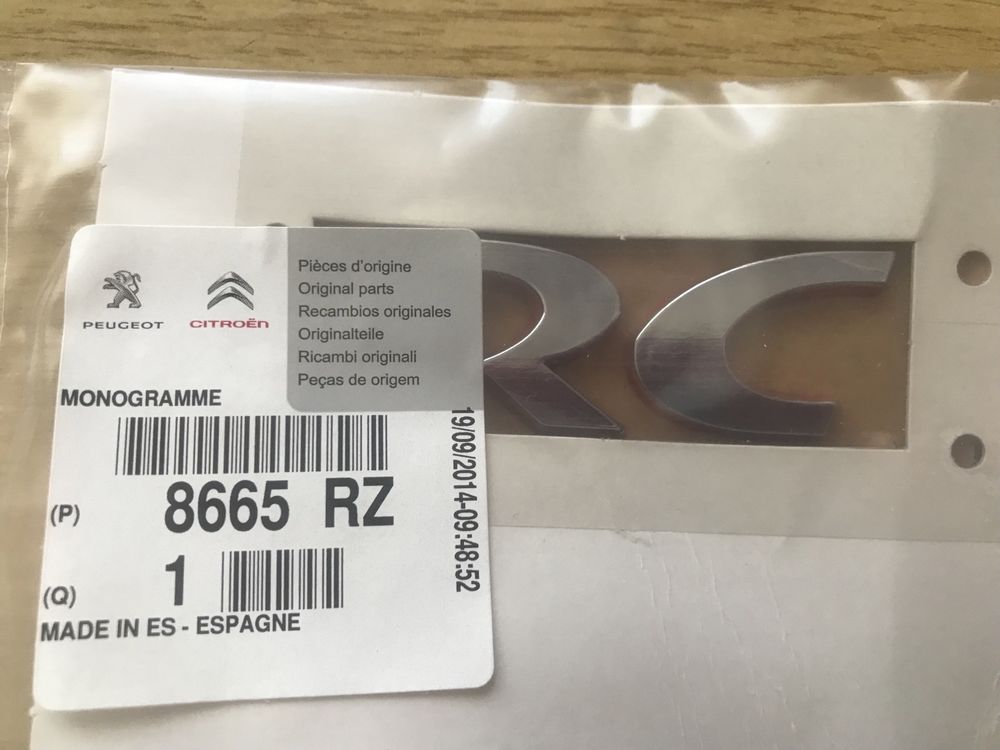 PEUGEOT
CITROËN
Pièces d'origine
Original parts
Recambios originales
Originalteile
Ricambi originali
Peças de origem
MONOGRAMME
(P) 8665 RZ
(Q) 1
MADE IN ES - ESPAGNE
19/09/2014-09:48:52
RC